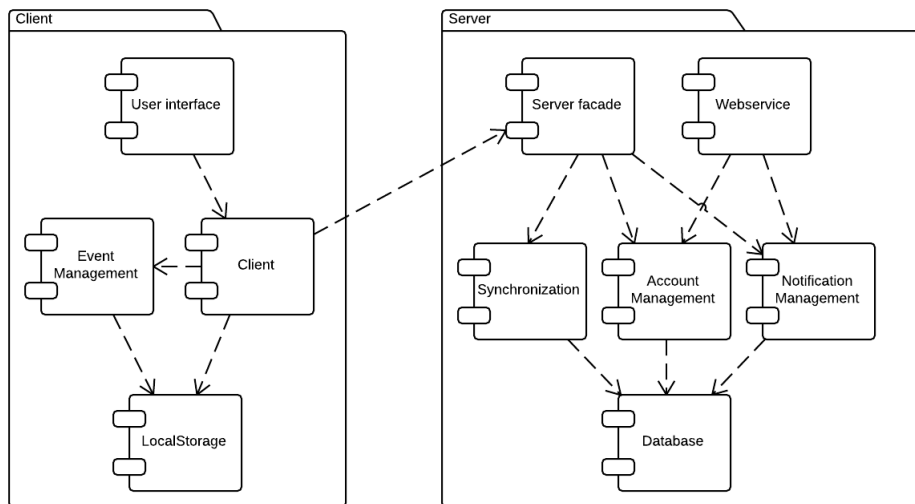 Client
Server
User interface
Server facade
Webservice
Event
Management
Client
Synchronization
Account
Management
Notification
Management
LocalStorage
Database